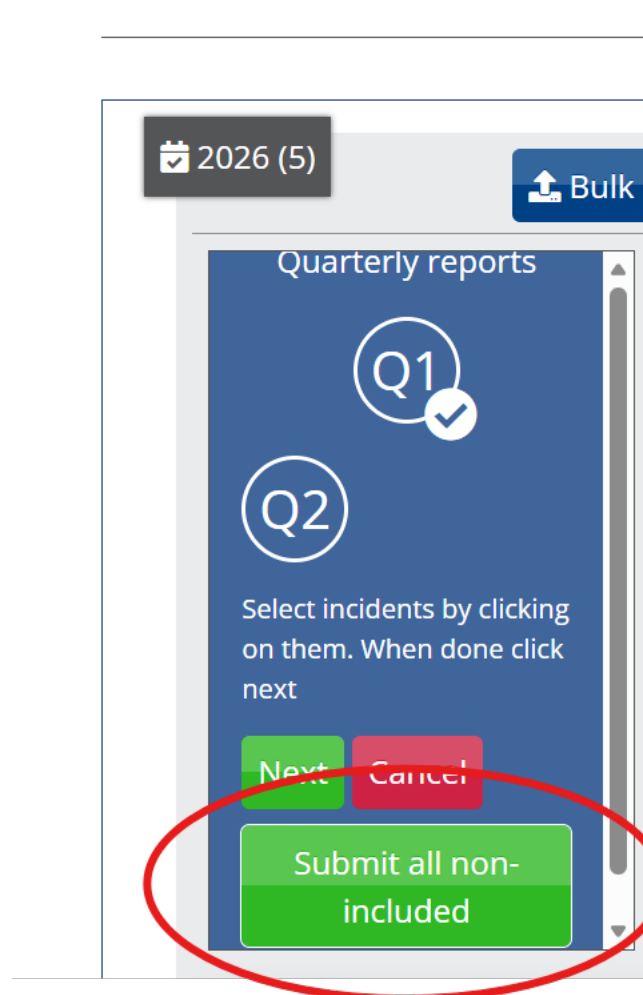 2026 (5)
Bulk
Quarterly reports
Q1
Q2
Select incidents by clicking
on them. When done click
next
Next Cancel
Submit all non-
included